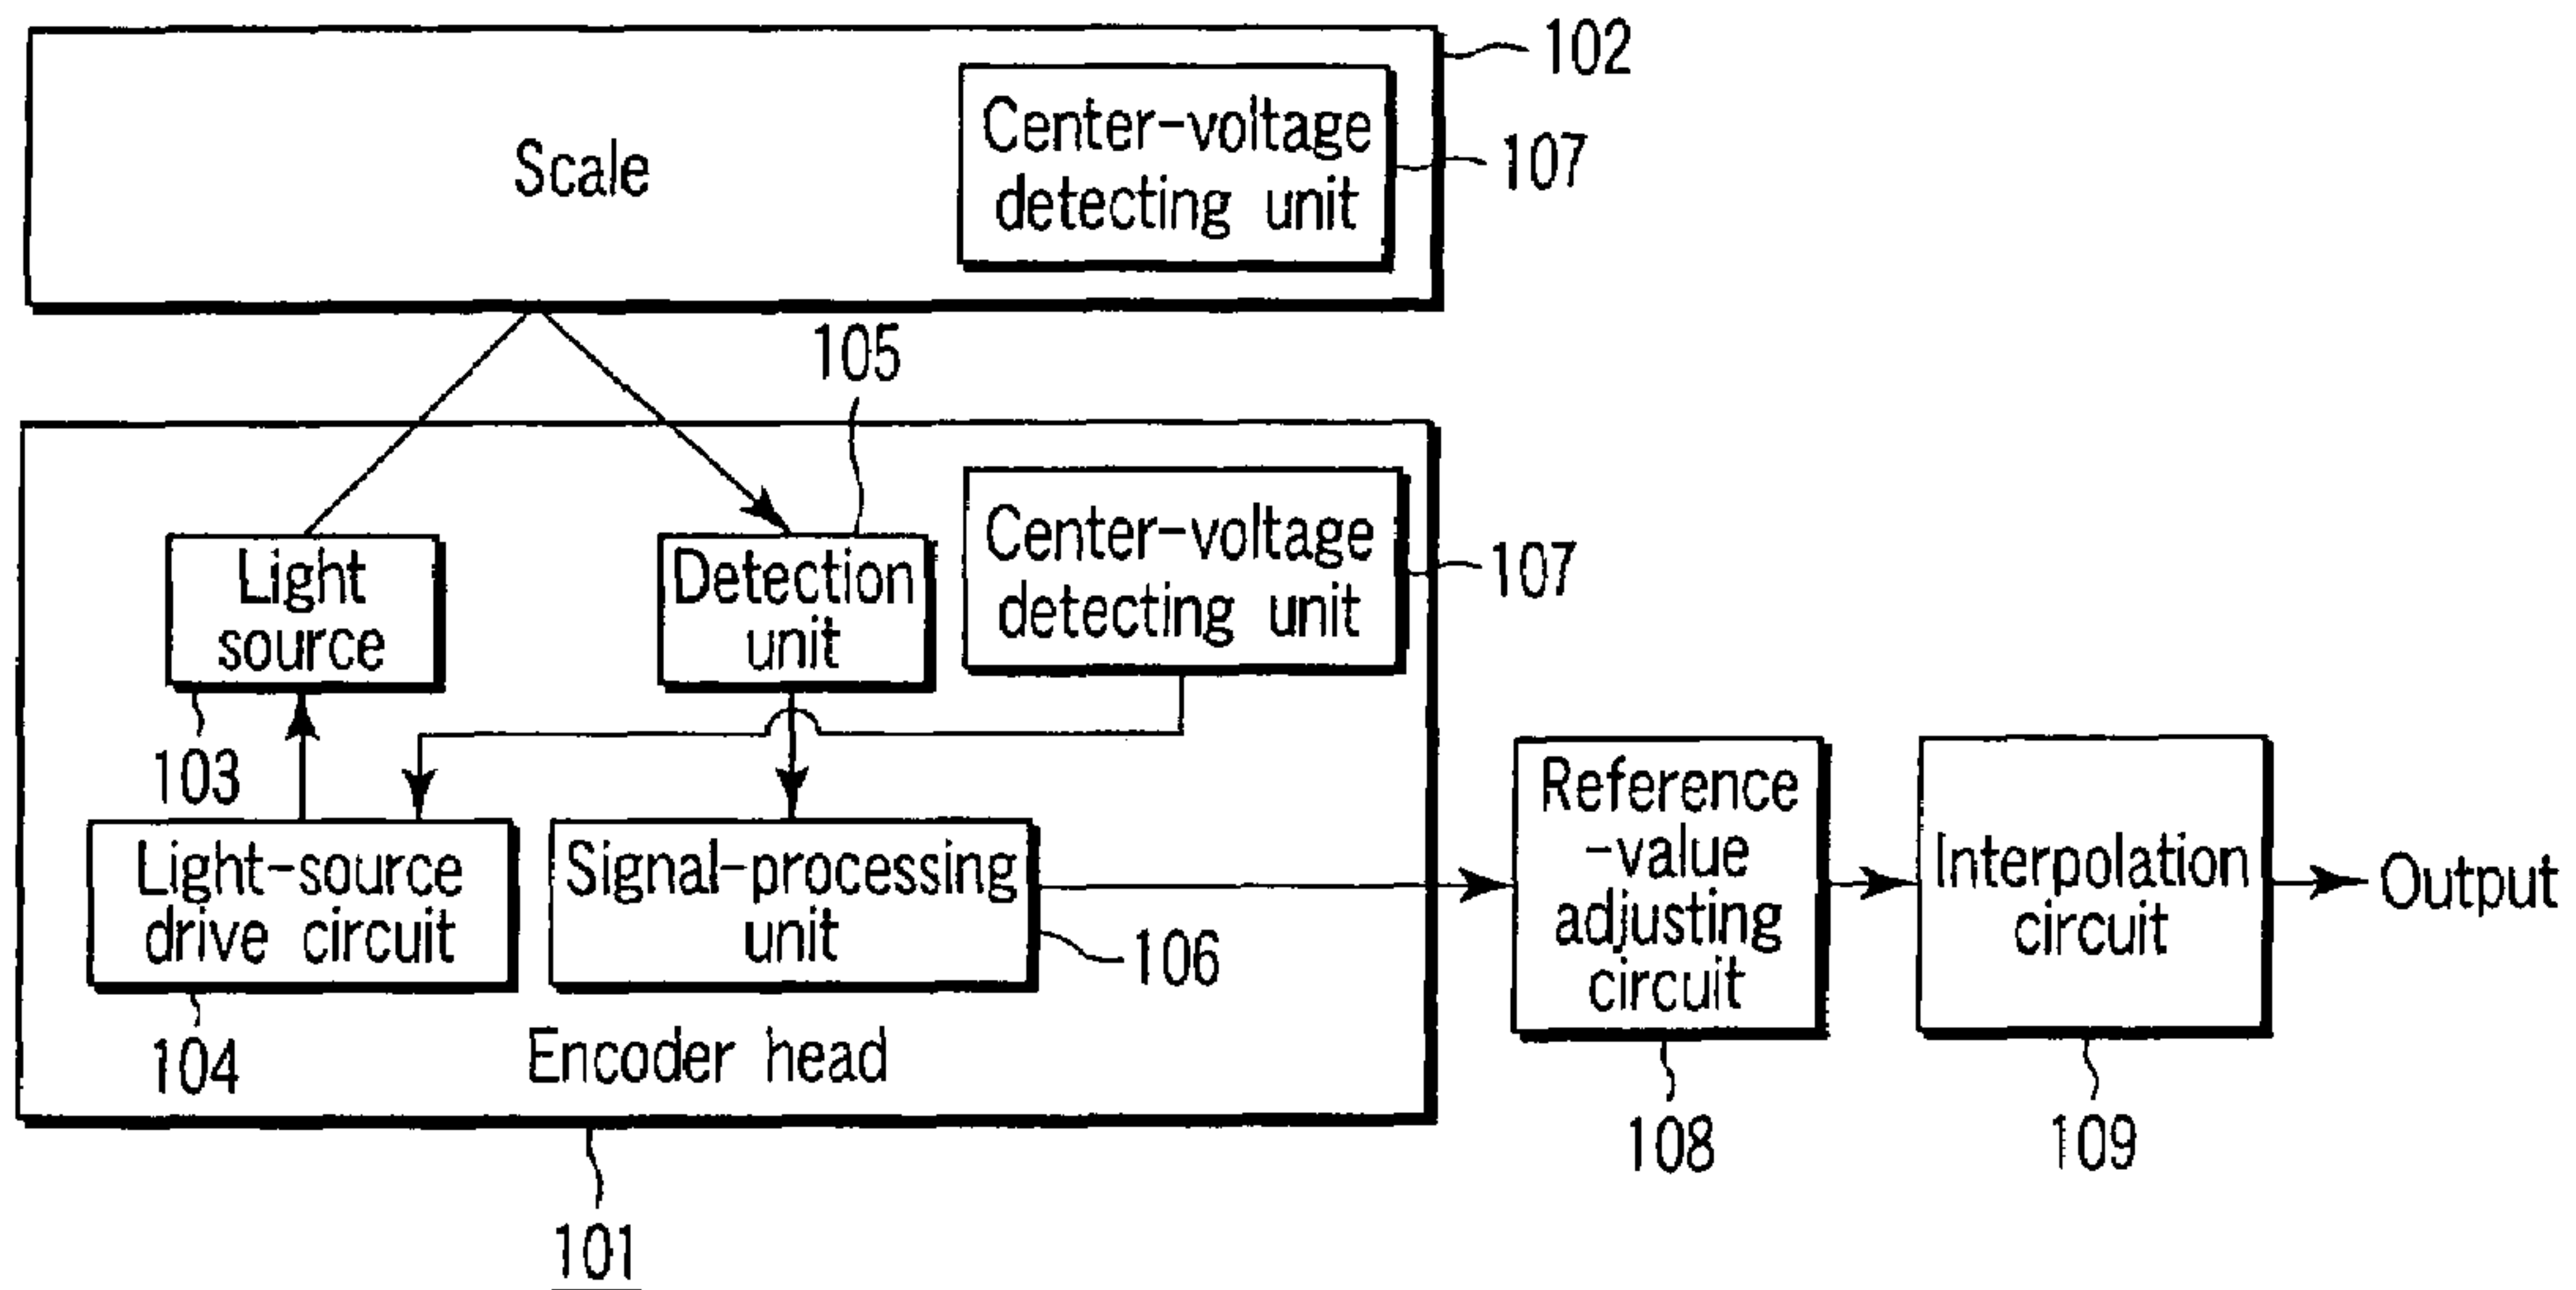 102
Center-voltage
detecting unit
107
Scale
105
Center-voltage
detecting unit
107
Light
source
Detection
unit
103
Light-source
drive circuit
Signal-processing
unit
106
104
Encoder head
101
Reference
-value
adjusting
circuit
108
Interpolation
circuit
109
Output